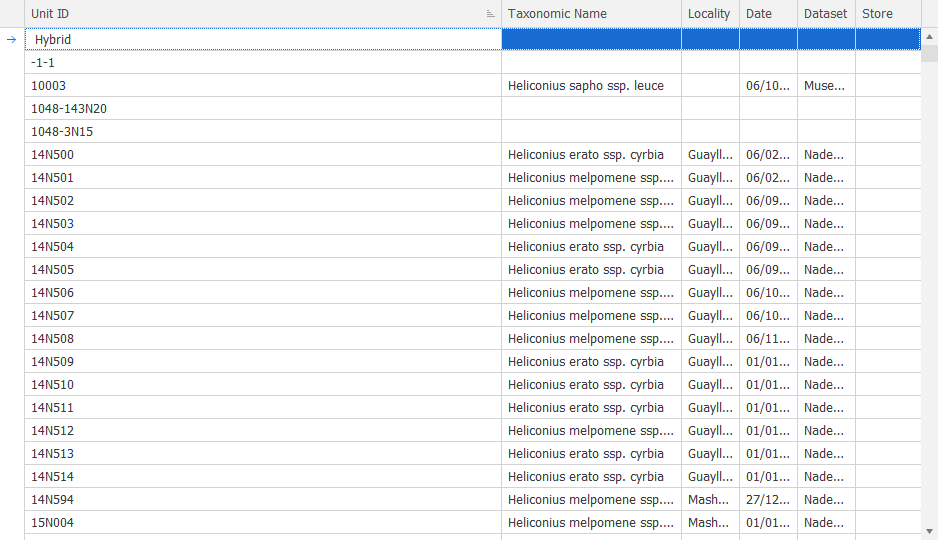 Unit ID Taxonomic Name Locality Date Dataset Store
Hybrid
-1-1
10003 Heliconius sapho ssp. leuce 06/10... Muse...
1048-143N20
1048-3N15
14N500 Heliconius erato ssp. cyrbia Guayll... 06/02... Nade...
14N501 Heliconius melpomene ssp.... Guayll... 06/02... Nade...
14N502 Heliconius melpomene ssp.... Guayll... 06/09... Nade...
14N503 Heliconius melpomene ssp.... Guayll... 06/09... Nade...
14N504 Heliconius erato ssp. cyrbia Guayll... 06/09... Nade...
14N505 Heliconius erato ssp. cyrbia Guayll... 06/09... Nade...
14N506 Heliconius melpomene ssp.... Guayll... 06/10... Nade...
14N507 Heliconius melpomene ssp.... Guayll... 06/10... Nade...
14N508 Heliconius melpomene ssp.... Guayll... 06/11... Nade...
14N509 Heliconius erato ssp. cyrbia Guayll... 01/01... Nade...
14N510 Heliconius erato ssp. cyrbia Guayll... 01/01... Nade...
14N511 Heliconius erato ssp. cyrbia Guayll... 01/01... Nade...
14N512 Heliconius melpomene ssp.... Guayll... 01/01... Nade...
14N513 Heliconius erato ssp. cyrbia Guayll... 01/01... Nade...
14N514 Heliconius erato ssp. cyrbia Guayll... 01/01... Nade...
14N594 Heliconius melpomene ssp.... Mash... 27/12... Nade...
15N004 Heliconius melpomene ssp.... Mash... 01/01... Nade...